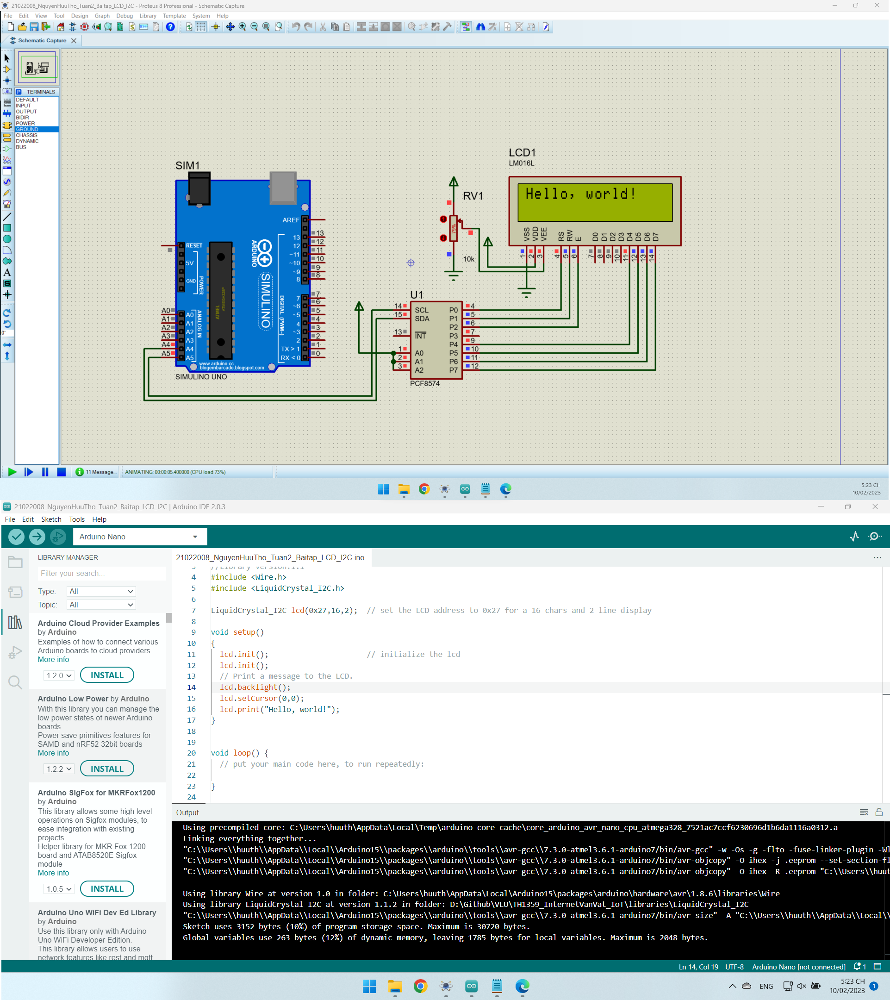 21022008_NguyenHuuTho_Tuan2_Baitap_LCD_I2C - Proteus 8 Professional - Schematic Capture
File Edit View Tool Design Graph Debug Library Template System Help
Schematic Capture
TERMINALS
DEFAULT
INPUT
OUTPUT
BIDIR
POWER
GROUND
CHASSIS
DYNAMIC
BUS
0°
SIM1
AREF
RESET
5V
GND
POWER
A0
A1
A2
A3
A4
A5
A0
A1
A2
A3
A4
A5
ANALOG IN
ATMEL
ATMEGA328P
ARDUINO
SIMULINO
DIGITAL (PWM~)
13
12
~11
~10
~9
8
7
~6
~5
4
~3
2
TX > 1
RX < 0
13
12
11
10
9
8
7
6
5
4
3
2
1
0
www.arduino.cc
blogembarcado.blogspot.com
SIMULINO UNO
RV1
79%
10k
LCD1
LM016L
Hello, world!
VSS VDD VEE RS RW E D0 D1 D2 D3 D4 D5 D6 D7
1 2 3 4 5 6 7 8 9 10 11 12 13 14
U1
14 SCL P0 4
15 SDA P1 5
P2 6
13 INT P3 7
P4 9
1 A0 P5 10
2 A1 P6 11
3 A2 P7 12
PCF8574
11 Message...
ANIMATING: 00:00:05.400000 (CPU load 73%)
5:23 CH
10/02/2023
21022008_NguyenHuuTho_Tuan2_Baitap_LCD_I2C | Arduino IDE 2.0.3
File Edit Sketch Tools Help
Arduino Nano
LIBRARY MANAGER
Filter your search...
Type: All
Topic: All
Arduino Cloud Provider Examples
by Arduino
Examples of how to connect various
Arduino boards to cloud providers
More info
1.2.0 INSTALL
Arduino Low Power by Arduino
With this library you can manage the
low power states of newer Arduino
boards
Power save primitives features for
SAMD and nRF52 32bit boards
More info
1.2.2 INSTALL
Arduino SigFox for MKRFox1200
by Arduino
This library allows some high level
operations on Sigfox modules, to
ease integration with existing
projects
Helper library for MKR Fox 1200
board and ATAB8520E Sigfox
module
More info
1.0.5 INSTALL
Arduino Uno WiFi Dev Ed Library
by Arduino
Use this library only with Arduino
Uno WiFi Developer Edition.
This library allows users to use
network features like rest and mqtt.
21022008_NguyenHuuTho_Tuan2_Baitap_LCD_I2C.ino
3 //Library version:1.1
4 #include <Wire.h>
5 #include <LiquidCrystal_I2C.h>
6
7 LiquidCrystal_I2C lcd(0x27,16,2);  // set the LCD address to 0x27 for a 16 chars and 2 line display
8
9 void setup()
10 {
11 lcd.init(); // initialize the lcd
12 lcd.init();
13 // Print a message to the LCD.
14 lcd.backlight();
15 lcd.setCursor(0,0);
16 lcd.print("Hello, world!");
17 }
18
19
20 void loop() {
21 // put your main code here, to run repeatedly:
22
23 }
24
Output
Using precompiled core: C:\Users\huuth\AppData\Local\Temp\arduino-core-cache\core_arduino_avr_nano_cpu_atmega328_7521ac7ccf6230696d1b6da1116a0312.a
Linking everything together...
"C:\\Users\\huuth\\AppData\\Local\\Arduino15\\packages\\arduino\\tools\\avr-gcc\\7.3.0-atmel3.6.1-arduino7/bin/avr-gcc" -w -Os -g -flto -fuse-linker-plugin -Wl
"C:\\Users\\huuth\\AppData\\Local\\Arduino15\\packages\\arduino\\tools\\avr-gcc\\7.3.0-atmel3.6.1-arduino7/bin/avr-objcopy" -O ihex -j .eeprom --set-section-fl
"C:\\Users\\huuth\\AppData\\Local\\Arduino15\\packages\\arduino\\tools\\avr-gcc\\7.3.0-atmel3.6.1-arduino7/bin/avr-objcopy" -O ihex -R .eeprom "C:\\Users\\huut
Using library Wire at version 1.0 in folder: C:\Users\huuth\AppData\Local\Arduino15\packages\arduino\hardware\avr\1.8.6\libraries\Wire
Using library LiquidCrystal I2C at version 1.1.2 in folder: D:\Github\VLU\TH1359_InternetVanVat_IoT\libraries\LiquidCrystal_I2C
"C:\\Users\\huuth\\AppData\\Local\\Arduino15\\packages\\arduino\\tools\\avr-gcc\\7.3.0-atmel3.6.1-arduino7/bin/avr-size" -A "C:\\Users\\huuth\\AppData\\Local\\
Sketch uses 3152 bytes (10%) of program storage space. Maximum is 30720 bytes.
Global variables use 263 bytes (12%) of dynamic memory, leaving 1785 bytes for local variables. Maximum is 2048 bytes.
Ln 14, Col 19 UTF-8 Arduino Nano [not connected] 1
ENG
5:23 CH
10/02/2023
1